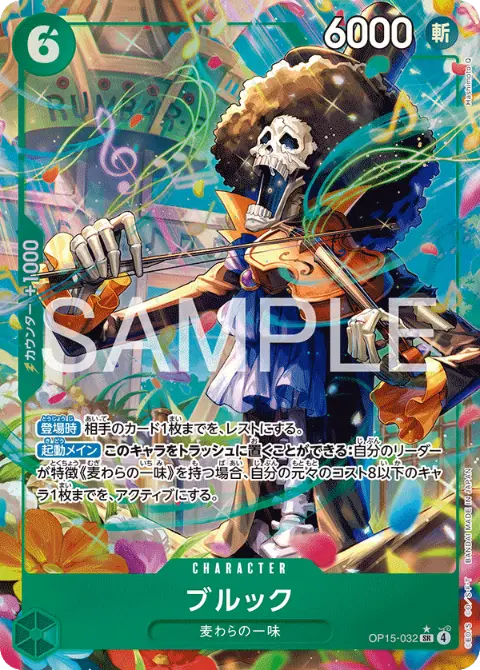 6
6000 斬
Hashimoto Q
RUMBAR
カウンター +1000
SAMPLE
登場時 相手のカード1枚までを、レストにする。
起動メイン このキャラをトラッシュに置くことができる：自分のリーダー
が特徴《麦わらの一味》を持つ場合、自分の元々のコスト8以下のキャ
ラ1枚までを、アクティブにする。
CHARACTER
ブルック
麦わらの一味
OP15-032 SR 4
BANDAI MADE IN JAPAN